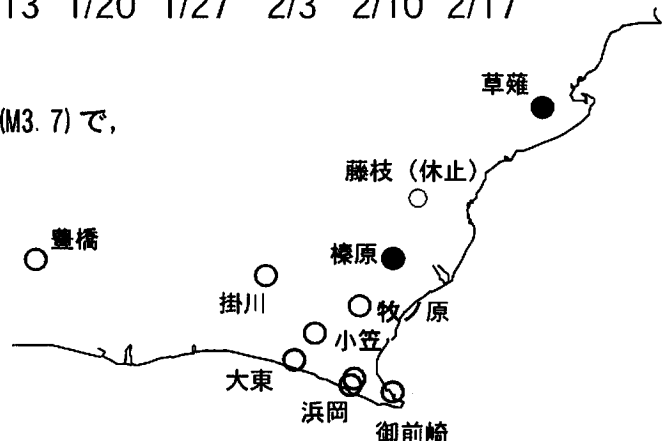 13 1/20 1/27 2/3 2/10 2/17
(M3.7)で,
草薙
藤枝（休止）
豊橋
榛原
掛川
牧ノ原
小笠
大東
浜岡
御前崎